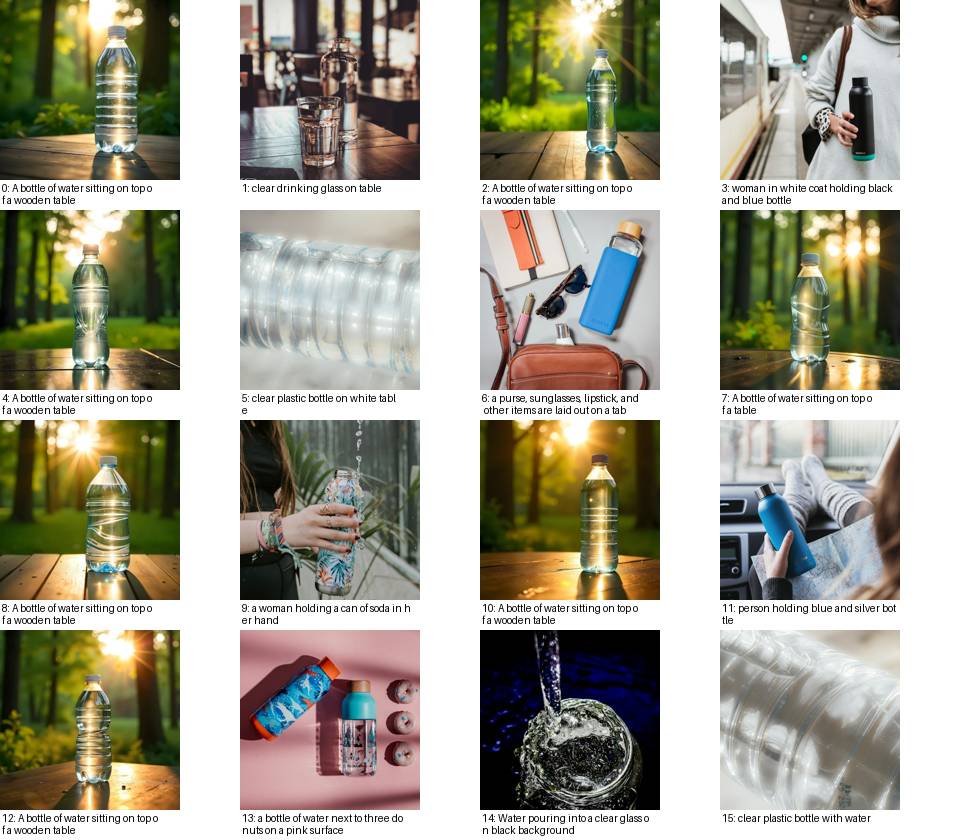 0: A bottle of water sitting on top o
f a wooden table
1: clear drinking glass on table
2: A bottle of water sitting on top o
f a wooden table
3: woman in white coat holding black
and blue bottle
4: A bottle of water sitting on top o
f a wooden table
5: clear plastic bottle on white tabl
e
6: a purse, sunglasses, lipstick, and
other items are laid out on a tab
7: A bottle of water sitting on top o
f a table
8: A bottle of water sitting on top o
f a wooden table
9: a woman holding a can of soda in h
er hand
10: A bottle of water sitting on top o
f a wooden table
11: person holding blue and silver bot
tle
12: A bottle of water sitting on top o
f a wooden table
13: a bottle of water next to three do
nuts on a pink surface
14: Water pouring into a clear glass o
n black background
15: clear plastic bottle with water